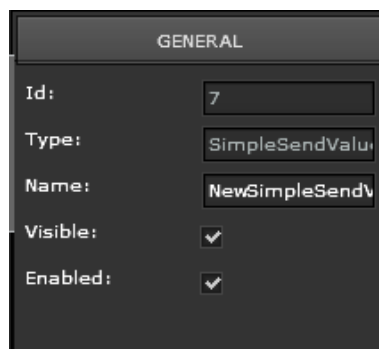 GENERAL
Id: 7
Type: SimpleSendValu
Name: NewSimpleSendV
Visible:
Enabled: